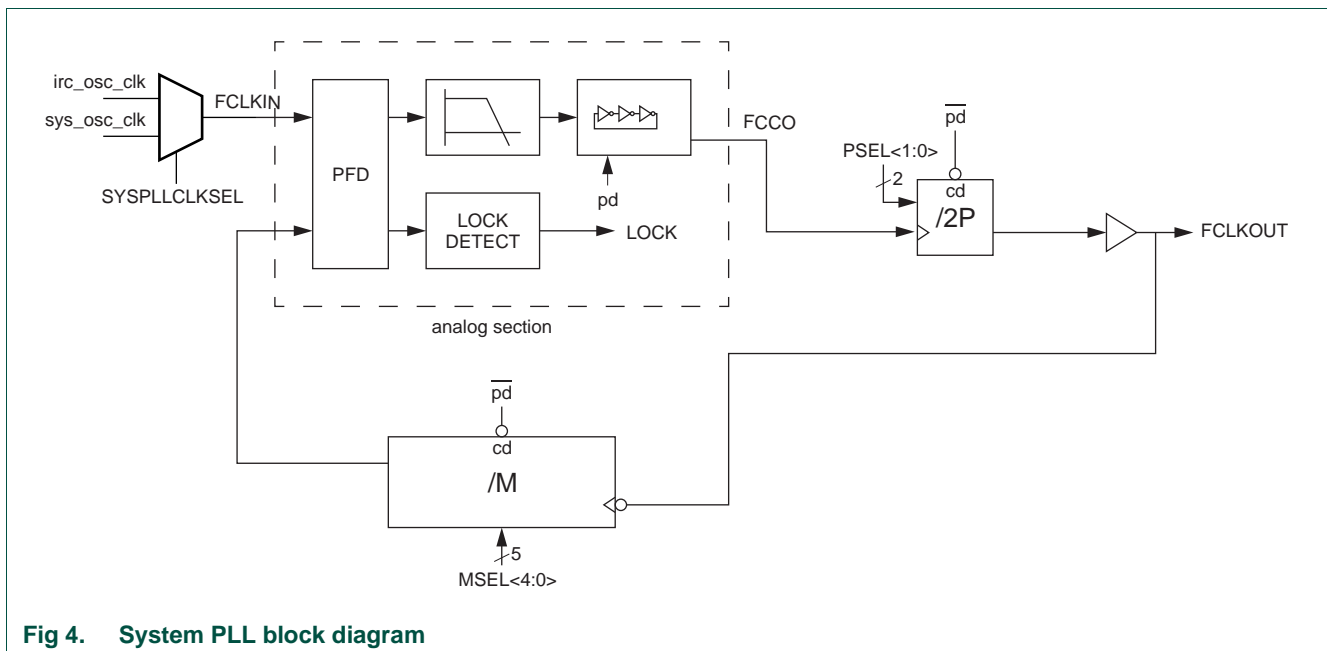 irc_osc_clk
sys_osc_clk
FCLKIN
SYSPLLCLKSEL
PFD
LOCK
DETECT
pd
LOCK
analog section
FCCO
PSEL<1:0>
2
pd
cd
/2P
FCLKOUT
pd
cd
/M
5
MSEL<4:0>
Fig 4. System PLL block diagram